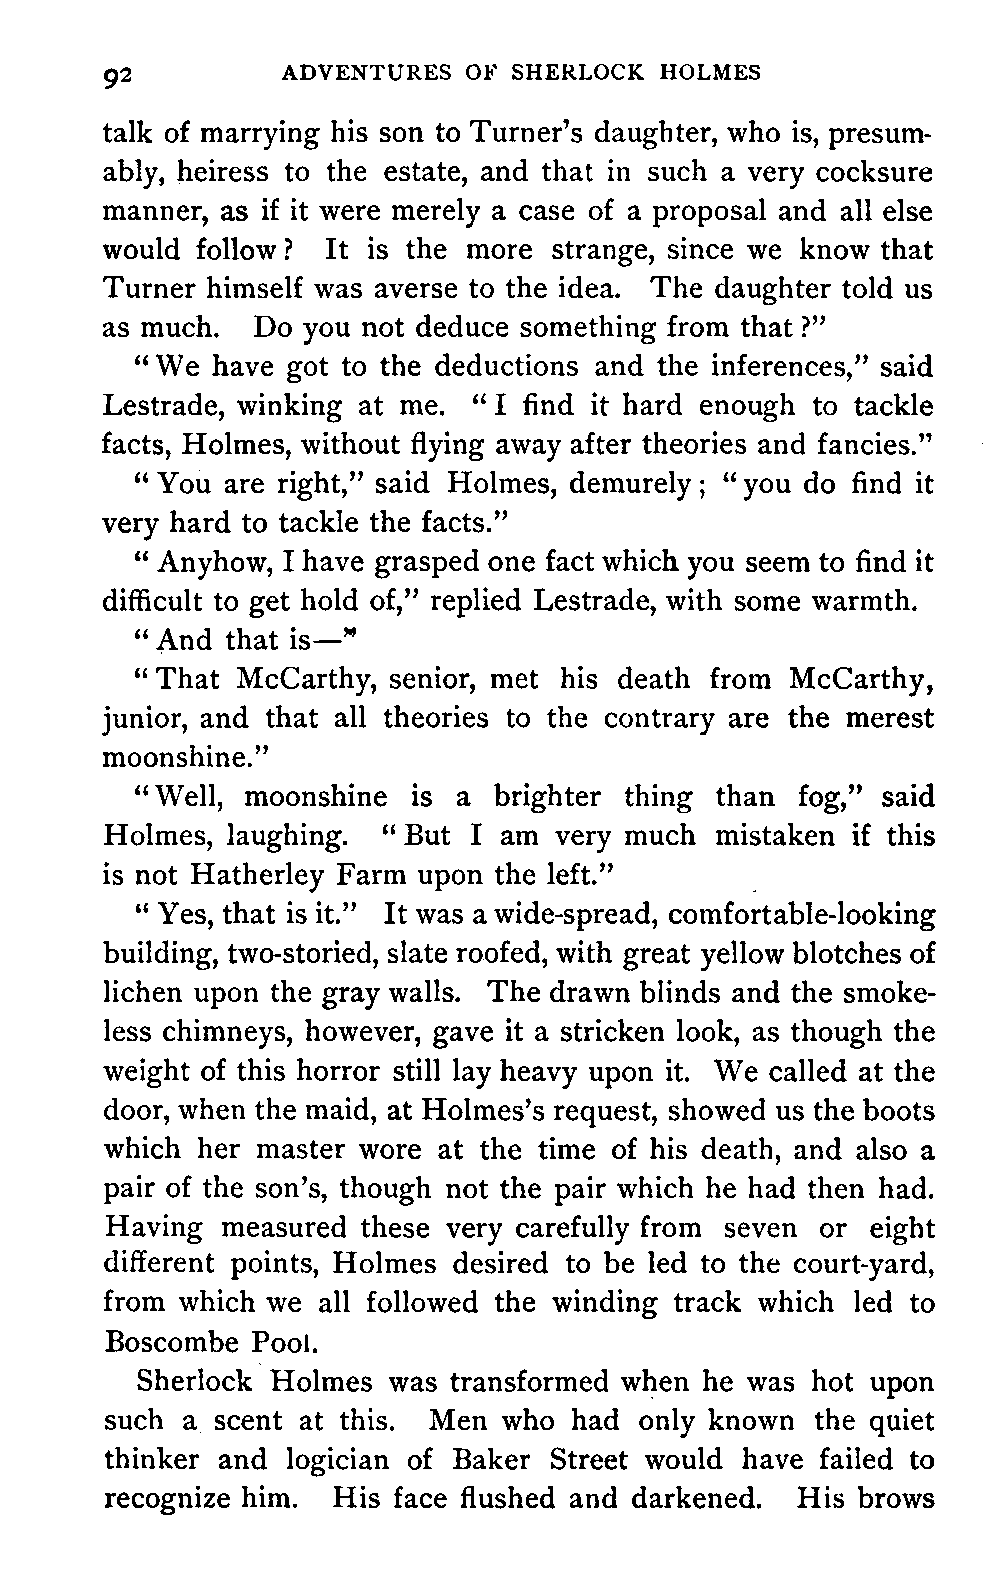 92 ADVENTURES OF SHERLOCK HOLMES
talk of marrying his son to Turner's daughter, who is, presum-
ably, heiress to the estate, and that in such a very cocksure
manner, as if it were merely a case of a proposal and all else
would follow? It is the more strange, since we know that
Turner himself was averse to the idea. The daughter told us
as much. Do you not deduce something from that?"
"We have got to the deductions and the inferences," said
Lestrade, winking at me. "I find it hard enough to tackle
facts, Holmes, without flying away after theories and fancies."
"You are right," said Holmes, demurely; "you do find it
very hard to tackle the facts."
"Anyhow, I have grasped one fact which you seem to find it
difficult to get hold of," replied Lestrade, with some warmth.
"And that is—"
"That McCarthy, senior, met his death from McCarthy,
junior, and that all theories to the contrary are the merest
moonshine."
"Well, moonshine is a brighter thing than fog," said
Holmes, laughing. "But I am very much mistaken if this
is not Hatherley Farm upon the left."
"Yes, that is it." It was a wide-spread, comfortable-looking
building, two-storied, slate roofed, with great yellow blotches of
lichen upon the gray walls. The drawn blinds and the smoke-
less chimneys, however, gave it a stricken look, as though the
weight of this horror still lay heavy upon it. We called at the
door, when the maid, at Holmes's request, showed us the boots
which her master wore at the time of his death, and also a
pair of the son's, though not the pair which he had then had.
Having measured these very carefully from seven or eight
different points, Holmes desired to be led to the court-yard,
from which we all followed the winding track which led to
Boscombe Pool.
Sherlock Holmes was transformed when he was hot upon
such a scent at this. Men who had only known the quiet
thinker and logician of Baker Street would have failed to
recognize him. His face flushed and darkened. His brows